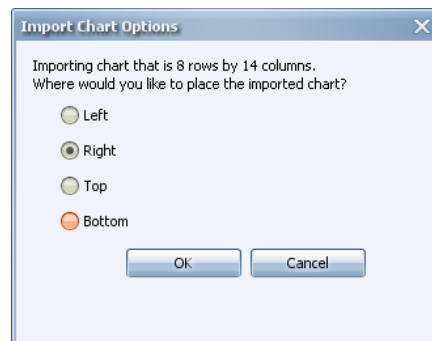 Import Chart Options
Importing chart that is 8 rows by 14 columns.
Where would you like to place the imported chart?
Left
Right
Top
Bottom
OK
Cancel